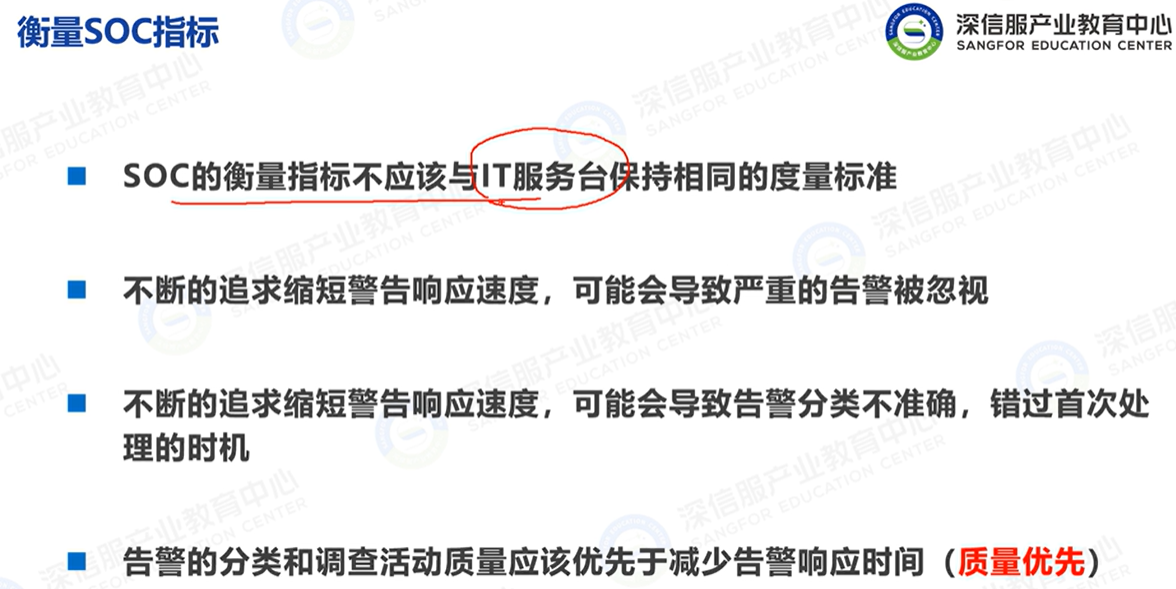 衡量SOC指标
深信服产业教育中心
SANGFOR EDUCATION CENTER
SOC的衡量指标不应该与IT服务台保持相同的度量标准
不断的追求缩短警告响应速度，可能会导致严重的告警被忽视
不断的追求缩短警告响应速度，可能会导致告警分类不准确，错过首次处
理的时机
告警的分类和调查活动质量应该优先于减少告警响应时间（质量优先）